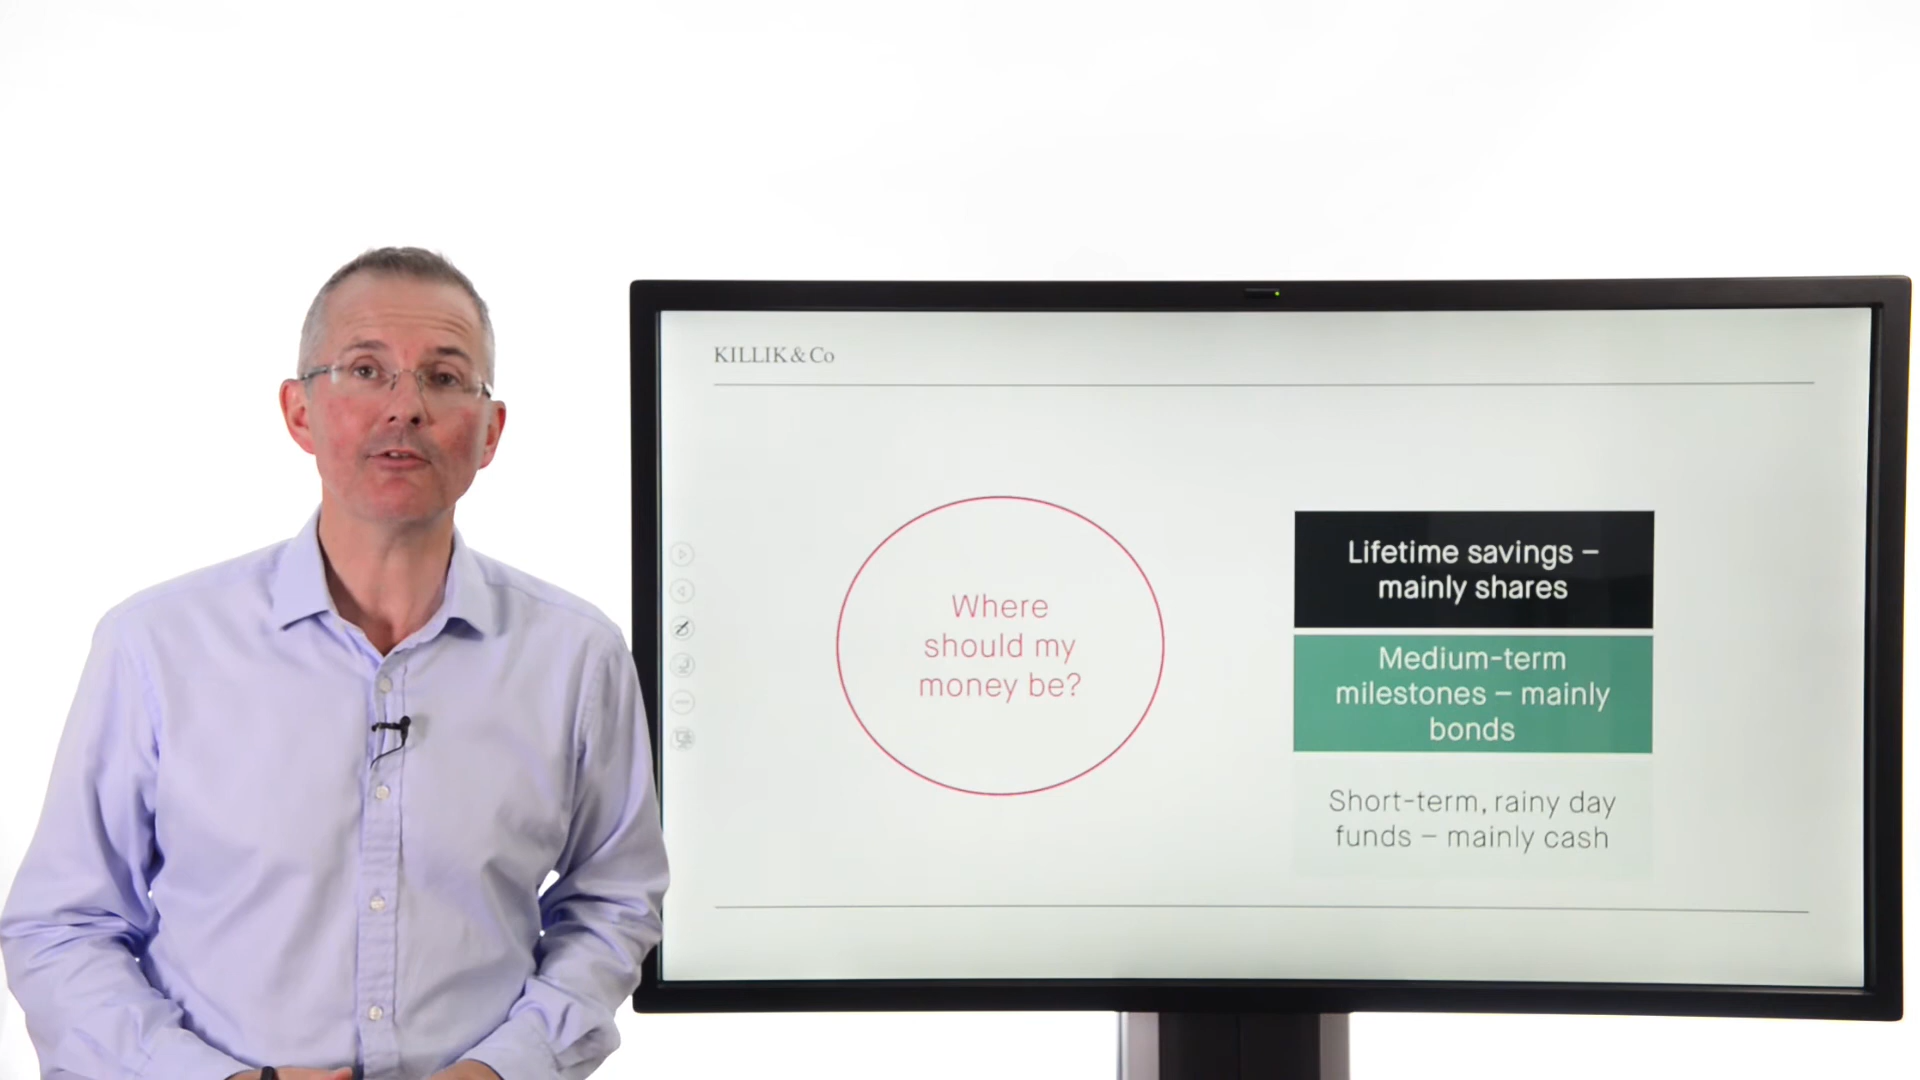 KILLIK & Co
Where
should my
money be?
Lifetime savings –
mainly shares
Medium-term
milestones – mainly
bonds
Short-term, rainy day
funds – mainly cash